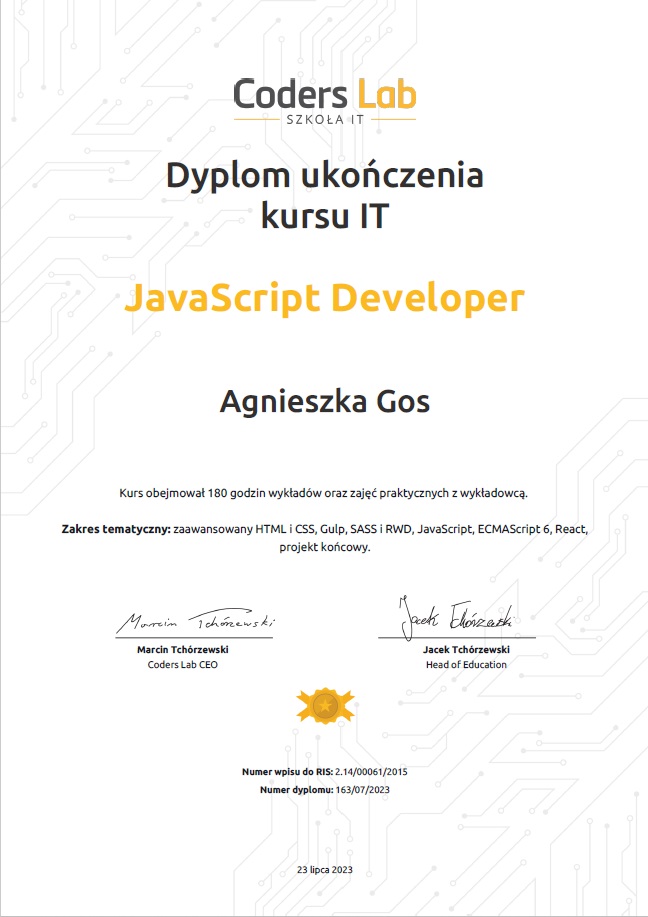 Coders Lab
SZKOŁA IT
Dyplom ukończenia
kursu IT
JavaScript Developer
Agnieszka Gos
Kurs obejmował 180 godzin wykładów oraz zajęć praktycznych z wykładowcą.
Zakres tematyczny: zaawansowany HTML i CSS, Gulp, SASS i RWD, JavaScript, ECMAScript 6, React,
projekt końcowy.
Marcin Tchórzewski
Jacek Tchórzewski
Marcin Tchórzewski
Jacek Tchórzewski
Coders Lab CEO
Head of Education
Numer wpisu do RIS: 2.14/00061/2015
Numer dyplomu: 163/07/2023
23 lipca 2023